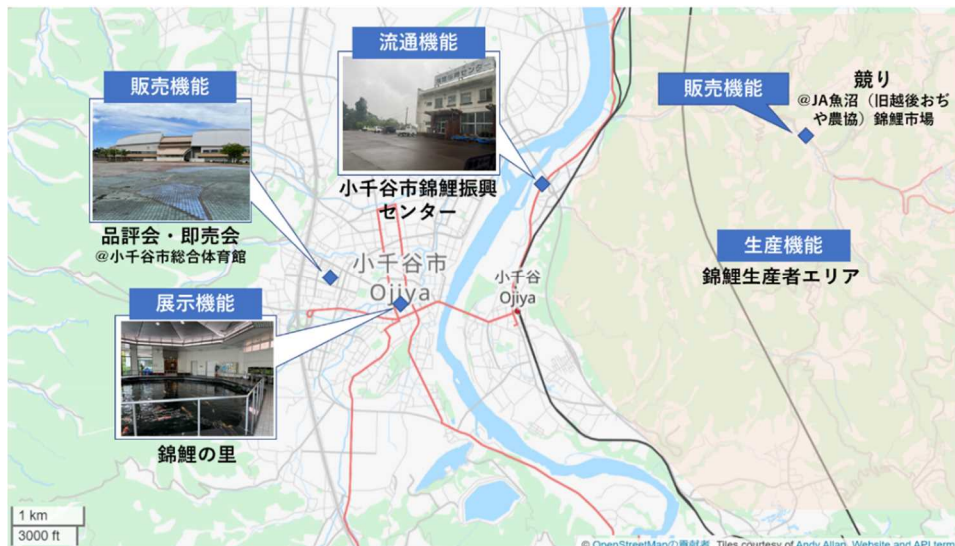 流通機能
販売機能
小千谷市錦鯉振興
センター
品評会・即売会
@小千谷市総合体育館
販売機能
競り
@JA魚沼（旧越後おぢ
や農協）錦鯉市場
生産機能
錦鯉生産者エリア
小千谷市
Ojiya
小千谷
Ojiya
展示機能
錦鯉の里
1 km
3000 ft
© OpenStreetMapの貢献者. Tiles courtesy of Andy Allan. Website and API term